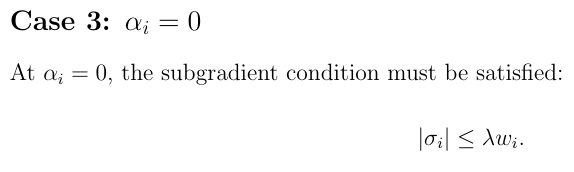 Case 3: αᵢ = 0
At αᵢ = 0, the subgradient condition must be satisfied:
|σᵢ| ≤ λwᵢ.